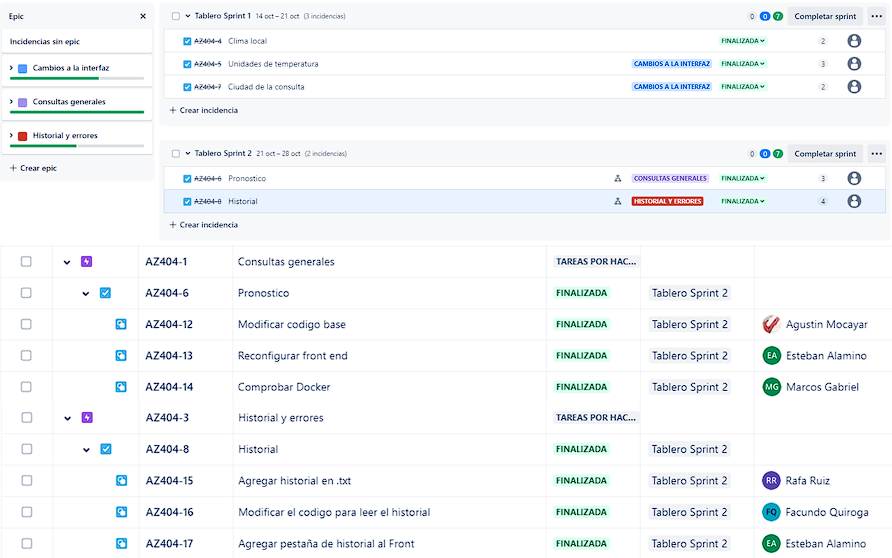 Epic
Incidencias sin epic
Cambios a la interfaz
Consultas generales
Historial y errores
+ Crear epic
Tablero Sprint 1 14 oct – 21 oct (3 incidencias) 0 0 7 Completar sprint
AZ404-4 Clima local FINALIZADA 2
AZ404-5 Unidades de temperatura CAMBIOS A LA INTERFAZ FINALIZADA 3
AZ404-7 Ciudad de la consulta CAMBIOS A LA INTERFAZ FINALIZADA 2
+ Crear incidencia
Tablero Sprint 2 21 oct – 28 oct (2 incidencias) 0 0 7 Completar sprint
AZ404-6 Pronostico CONSULTAS GENERALES FINALIZADA 3
AZ404-8 Historial HISTORIAL Y ERRORES FINALIZADA 4
+ Crear incidencia
AZ404-1 Consultas generales TAREAS POR HAC...
AZ404-6 Pronostico FINALIZADA Tablero Sprint 2
AZ404-12 Modificar codigo base FINALIZADA Tablero Sprint 2 Agustin Mocayar
AZ404-13 Reconfigurar front end FINALIZADA Tablero Sprint 2 EA Esteban Alamino
AZ404-14 Comprobar Docker FINALIZADA Tablero Sprint 2 MG Marcos Gabriel
AZ404-3 Historial y errores TAREAS POR HAC...
AZ404-8 Historial FINALIZADA Tablero Sprint 2
AZ404-15 Agregar historial en .txt FINALIZADA Tablero Sprint 2 RR Rafa Ruiz
AZ404-16 Modificar el codigo para leer el historial FINALIZADA Tablero Sprint 2 FQ Facundo Quiroga
AZ404-17 Agregar pestaña de historial al Front FINALIZADA Tablero Sprint 2 EA Esteban Alamino